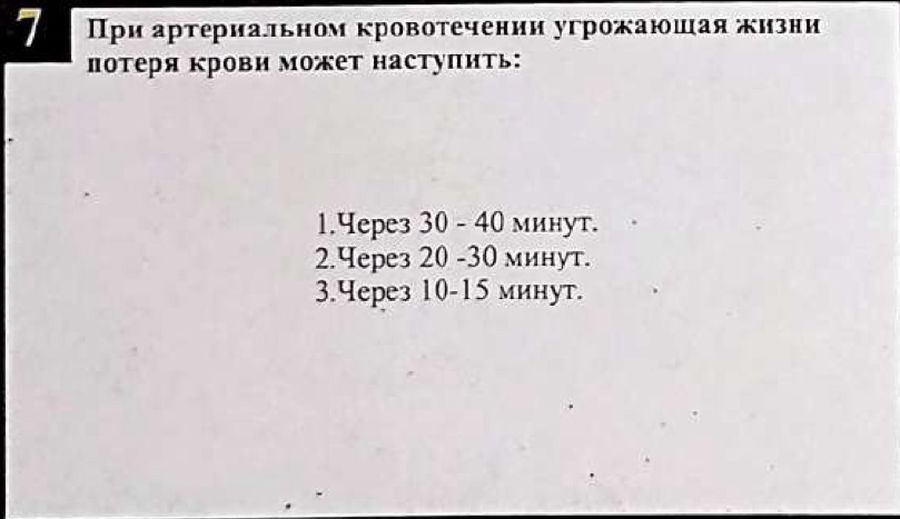 7
При артериальном кровотечении угрожающая жизни
потеря крови может наступить:
1.Через 30 - 40 минут.
2.Через 20 -30 минут.
3.Через 10-15 минут.